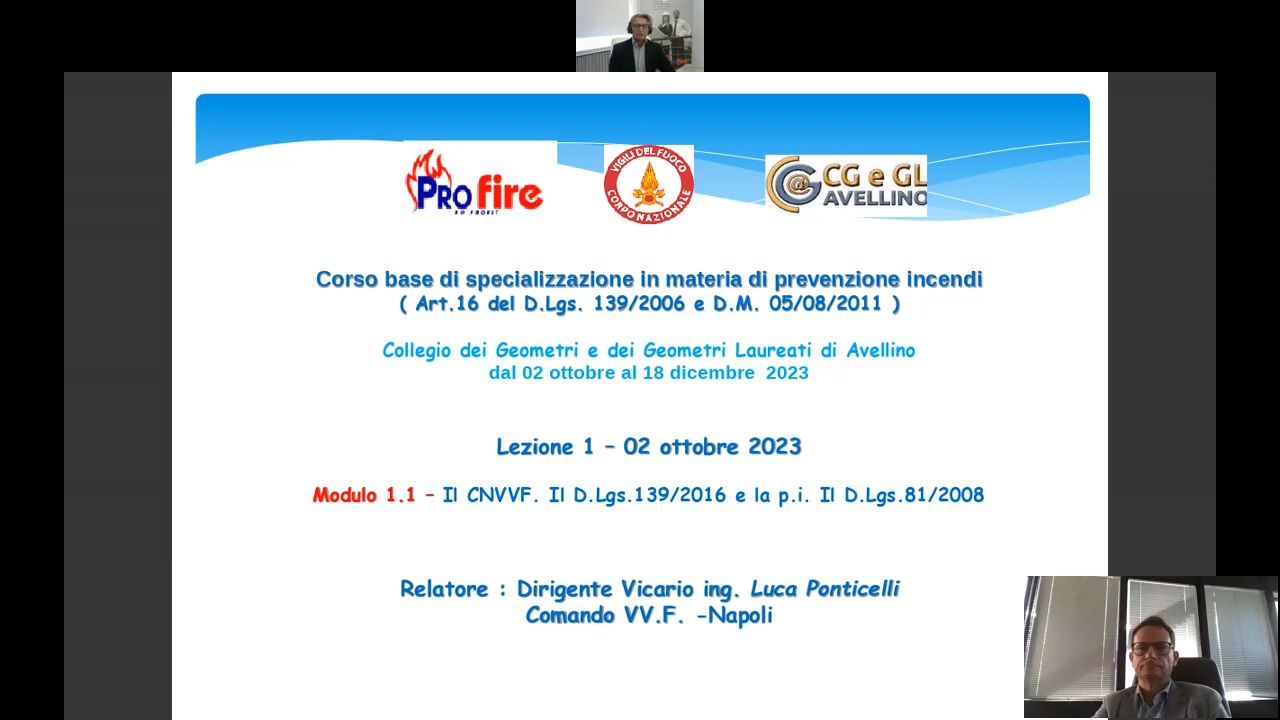 PRO fire
NO PROFIT
VIGILI DEL FUOCO
CORPO NAZIONALE
CG e GL
AVELLINO
Corso base di specializzazione in materia di prevenzione incendi
( Art.16 del D.Lgs. 139/2006 e D.M. 05/08/2011 )
Collegio dei Geometri e dei Geometri Laureati di Avellino
dal 02 ottobre al 18 dicembre 2023
Lezione 1 – 02 ottobre 2023
Modulo 1.1 – Il CNVVF. Il D.Lgs.139/2016 e la p.i. Il D.Lgs.81/2008
Relatore : Dirigente Vicario ing. Luca Ponticelli
Comando VV.F. -Napoli